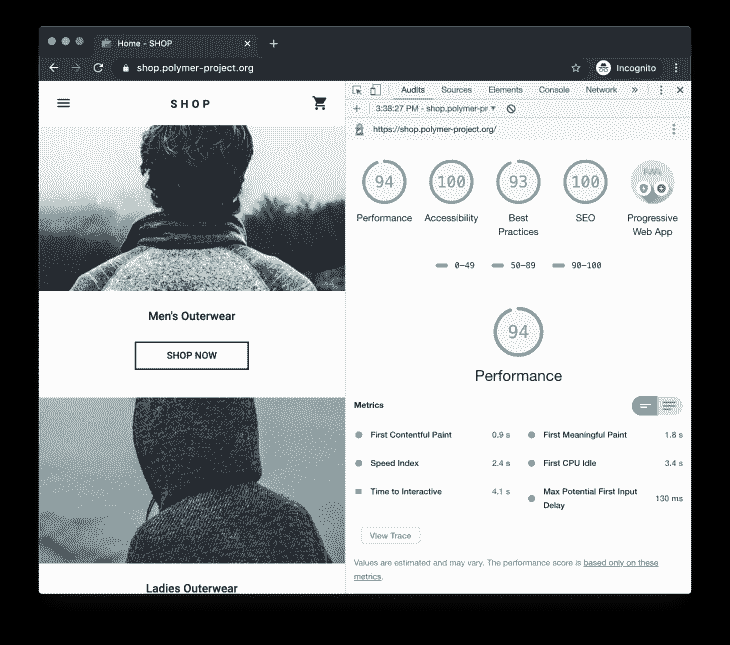 Home - SHOP
shop.polymer-project.org
Incognito
SHOP
Men's Outerwear
SHOP NOW
Ladies Outerwear
Audits Sources Elements Console Network
3:38:27 PM - shop.polymer-pr
https://shop.polymer-project.org/
94 100 93 100
Performance Accessibility Best Practices SEO Progressive Web App
0–49 50–89 90–100
94
Performance
Metrics
First Contentful Paint 0.9 s
First Meaningful Paint 1.8 s
Speed Index 2.4 s
First CPU Idle 3.4 s
Time to Interactive 4.1 s
Max Potential First Input
Delay 130 ms
View Trace
Values are estimated and may vary. The performance score is based only on these
metrics.